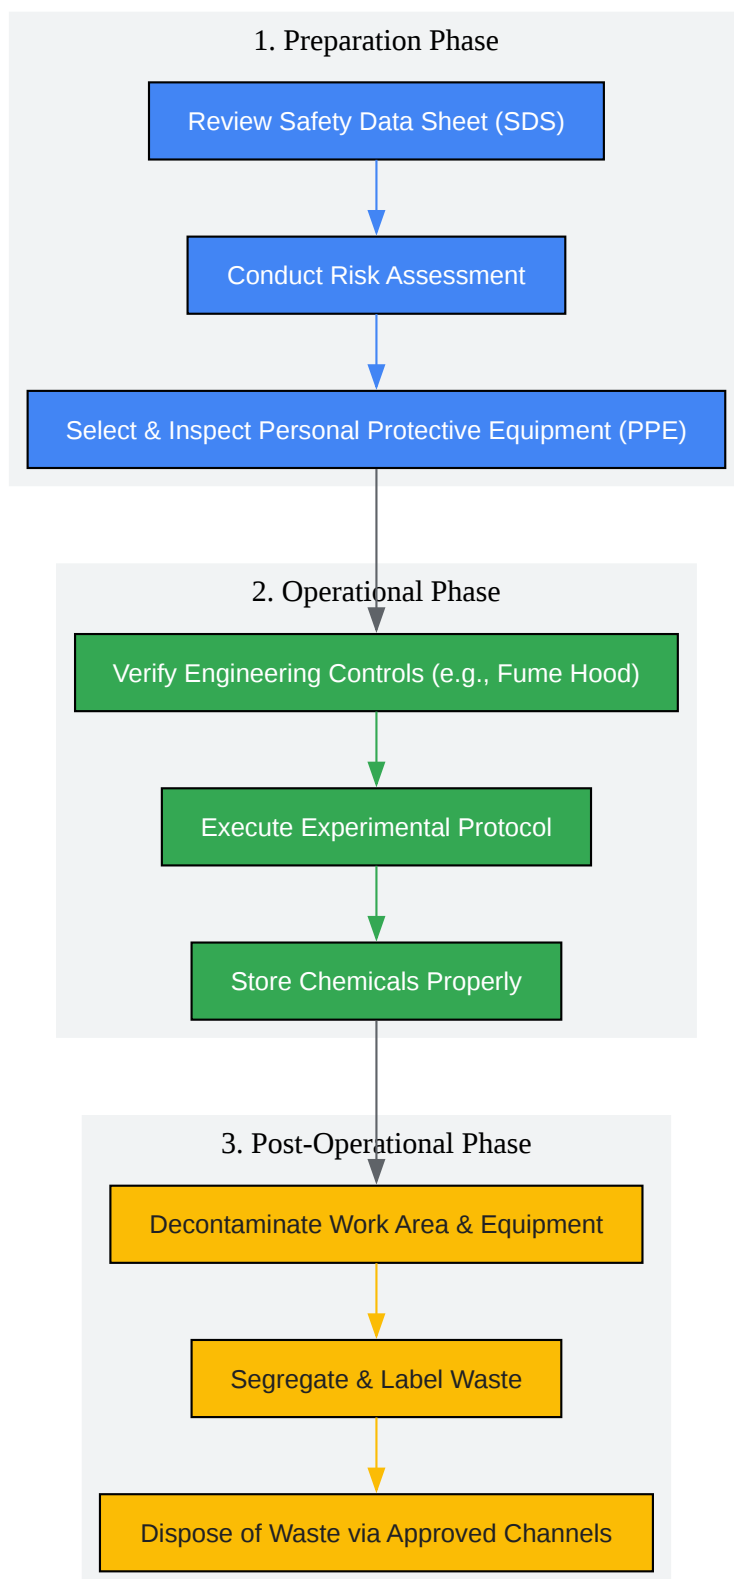 1. Preparation Phase
Review Safety Data Sheet (SDS)
Conduct Risk Assessment
Select & Inspect Personal Protective Equipment (PPE)
2. Operational Phase
Verify Engineering Controls (e.g., Fume Hood)
Execute Experimental Protocol
Store Chemicals Properly
3. Post-Operational Phase
Decontaminate Work Area & Equipment
Segregate & Label Waste
Dispose of Waste via Approved Channels